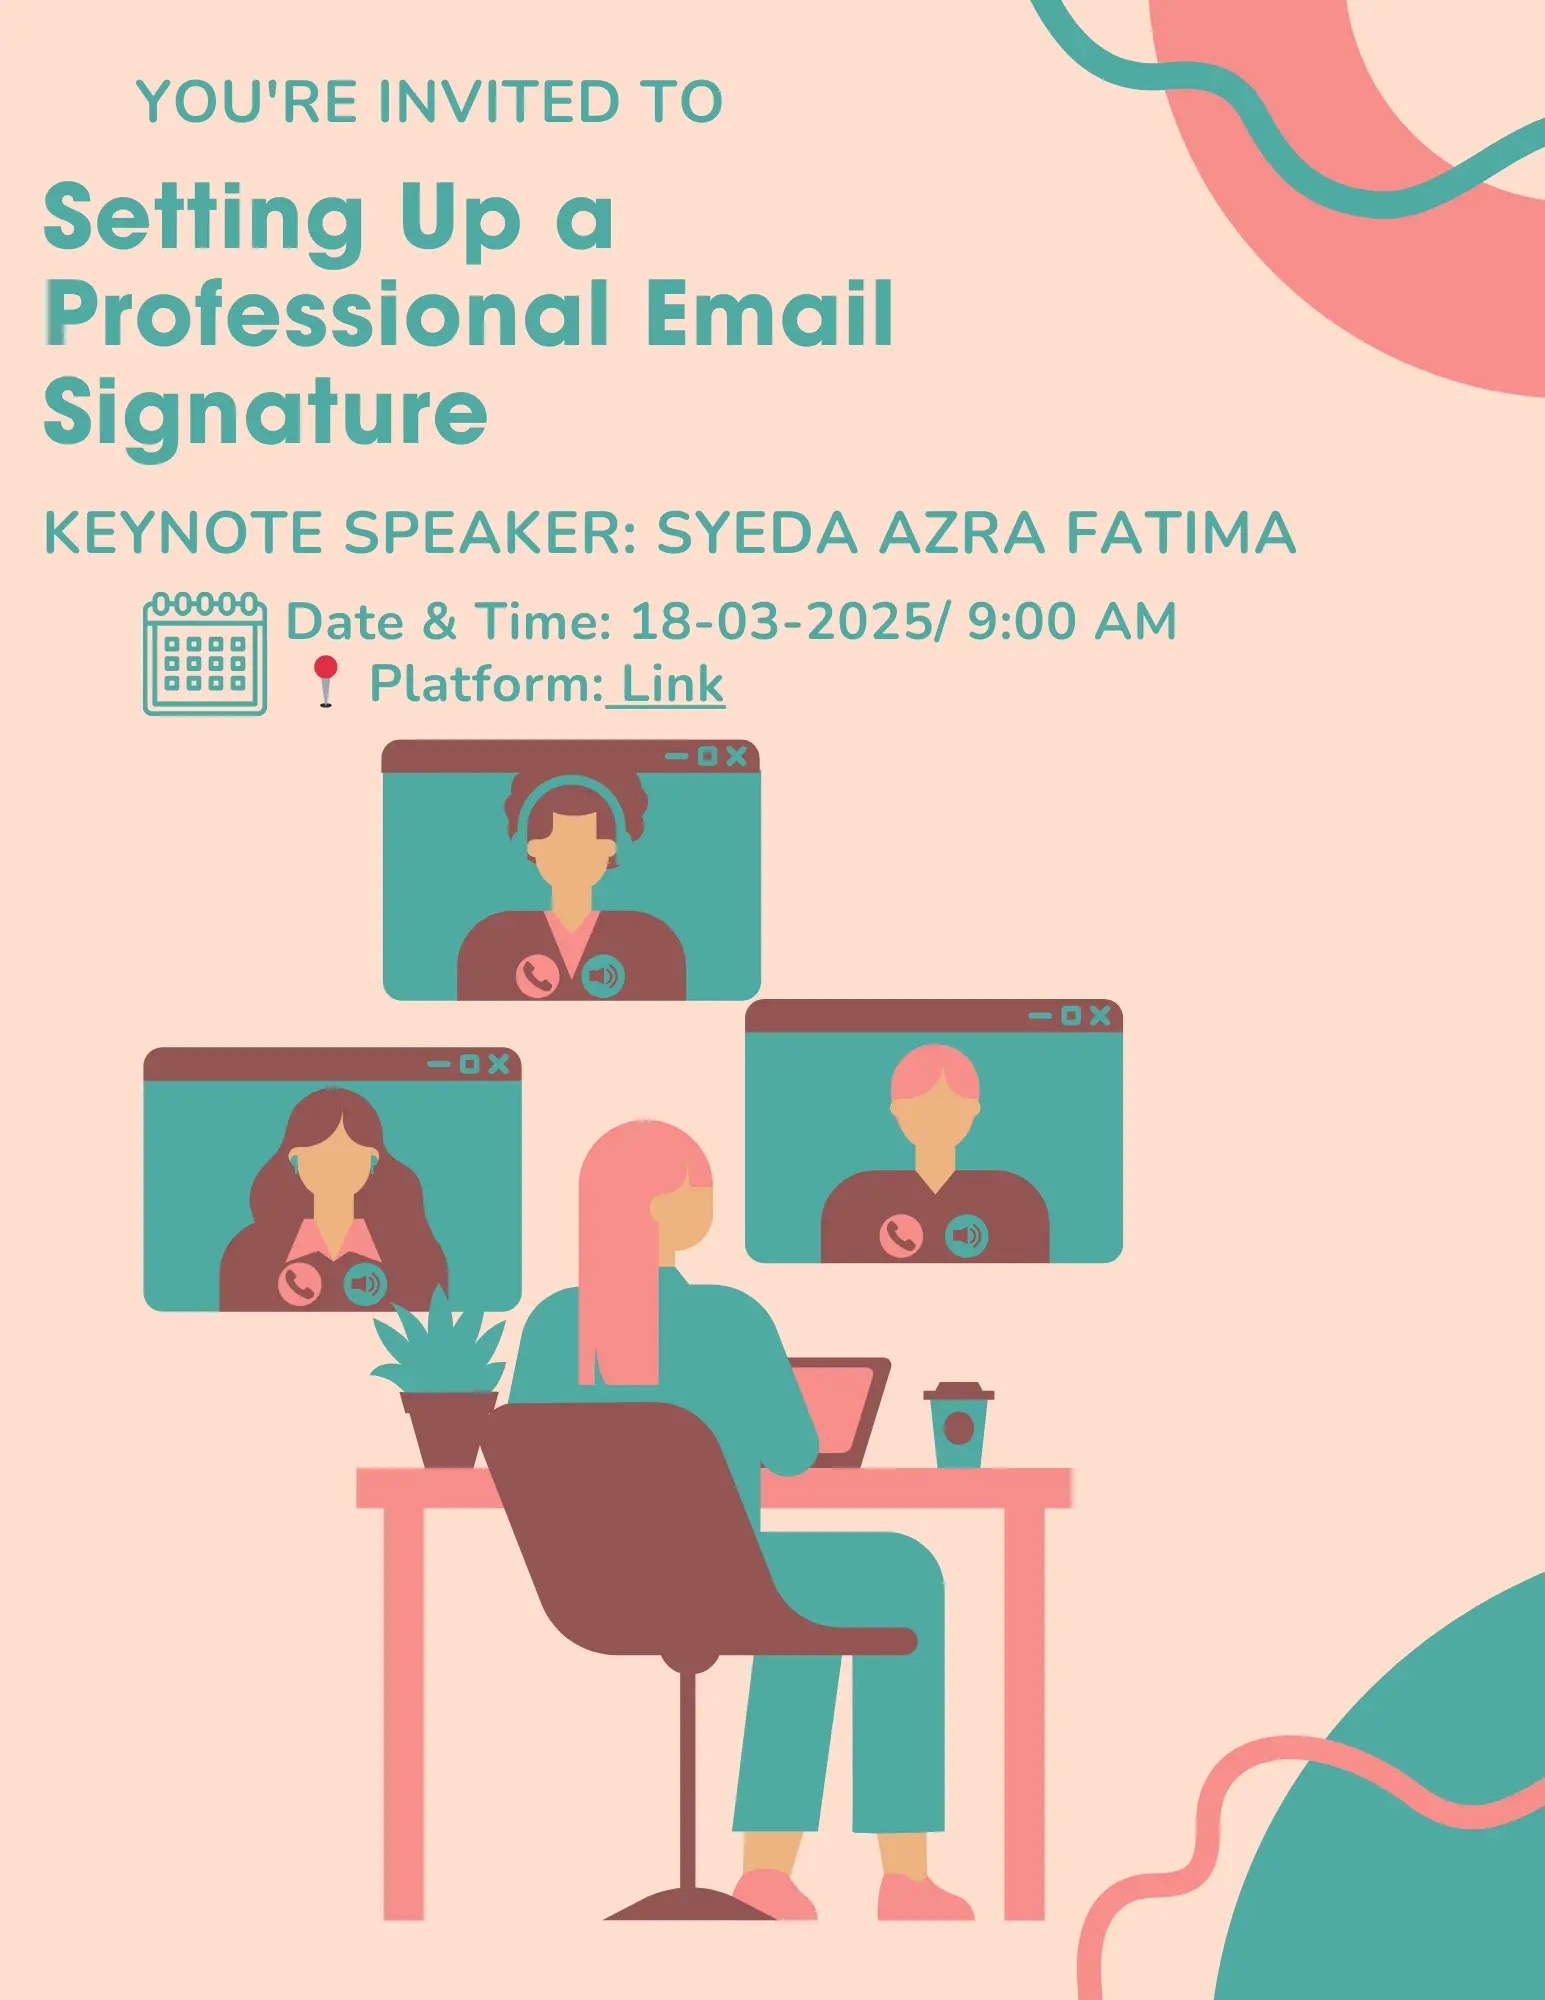 YOU'RE INVITED TO
Setting Up a
Professional Email
Signature
KEYNOTE SPEAKER: SYEDA AZRA FATIMA
Date & Time: 18-03-2025/ 9:00 AM
📍 Platform: Link